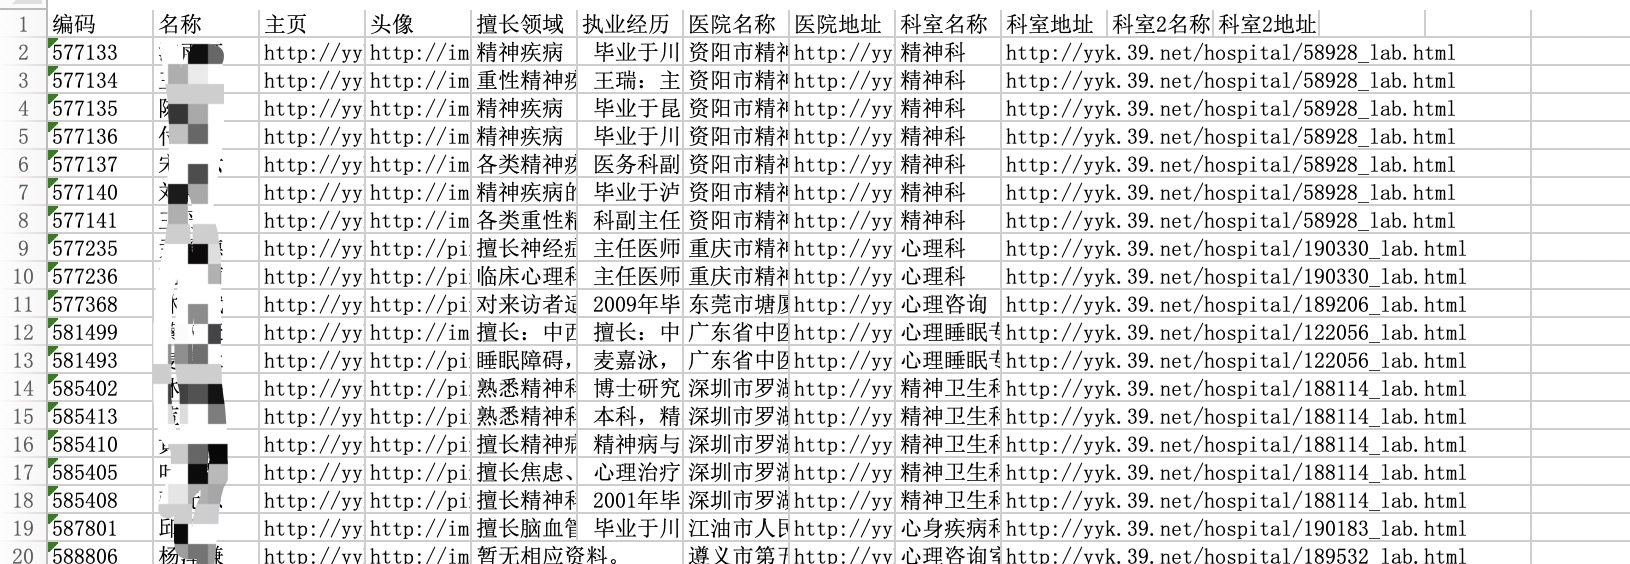 1 编码 名称 主页 头像 擅长领域 执业经历 医院名称 医院地址 科室名称 科室地址 科室2名称 科室2地址
2 577133 http://yy http://im 精神疾病 毕业于川 资阳市精神 http://yy 精神科 http://yyk.39.net/hospital/58928_lab.html
3 577134 http://yy http://im 重性精神疾 王瑞：主 资阳市精神 http://yy 精神科 http://yyk.39.net/hospital/58928_lab.html
4 577135 http://yy http://im 精神疾病 毕业于昆 资阳市精神 http://yy 精神科 http://yyk.39.net/hospital/58928_lab.html
5 577136 http://yy http://im 精神疾病 毕业于川 资阳市精神 http://yy 精神科 http://yyk.39.net/hospital/58928_lab.html
6 577137 http://yy http://im 各类精神疾 医务科副 资阳市精神 http://yy 精神科 http://yyk.39.net/hospital/58928_lab.html
7 577140 http://yy http://im 精神疾病的 毕业于泸 资阳市精神 http://yy 精神科 http://yyk.39.net/hospital/58928_lab.html
8 577141 http://yy http://im 各类重性精 科副主任 资阳市精神 http://yy 精神科 http://yyk.39.net/hospital/58928_lab.html
9 577235 http://yy http://pi 擅长神经症 主任医师 重庆市精神 http://yy 心理科 http://yyk.39.net/hospital/190330_lab.html
10 577236 http://yy http://pi 临床心理科 主任医师 重庆市精神 http://yy 心理科 http://yyk.39.net/hospital/190330_lab.html
11 577368 http://yy http://pi 对来访者运 2009年毕 东莞市塘厦 http://yy 心理咨询 http://yyk.39.net/hospital/189206_lab.html
12 581499 http://yy http://im 擅长：中西 擅长：中 广东省中医 http://yy 心理睡眠专 http://yyk.39.net/hospital/122056_lab.html
13 581493 http://yy http://pi 睡眠障碍， 麦嘉泳， 广东省中医 http://yy 心理睡眠专 http://yyk.39.net/hospital/122056_lab.html
14 585402 http://yy http://pi 熟悉精神科 博士研究 深圳市罗湖 http://yy 精神卫生科 http://yyk.39.net/hospital/188114_lab.html
15 585413 http://yy http://pi 熟悉精神科 本科，精 深圳市罗湖 http://yy 精神卫生科 http://yyk.39.net/hospital/188114_lab.html
16 585410 http://yy http://pi 擅长精神病 精神病与 深圳市罗湖 http://yy 精神卫生科 http://yyk.39.net/hospital/188114_lab.html
17 585405 http://yy http://pi 擅长焦虑、 心理治疗 深圳市罗湖 http://yy 精神卫生科 http://yyk.39.net/hospital/188114_lab.html
18 585408 http://yy http://pi 擅长精神科 2001年毕 深圳市罗湖 http://yy 精神卫生科 http://yyk.39.net/hospital/188114_lab.html
19 587801 邱 http://yy http://im 擅长脑血管 毕业于川 江油市人民 http://yy 心身疾病科 http://yyk.39.net/hospital/190183_lab.html
20 588806 杨 http://yy http://im 暂无相应资料。 遵义市第五 http://yy 心理咨询室 http://yyk.39.net/hospital/189532_lab.html